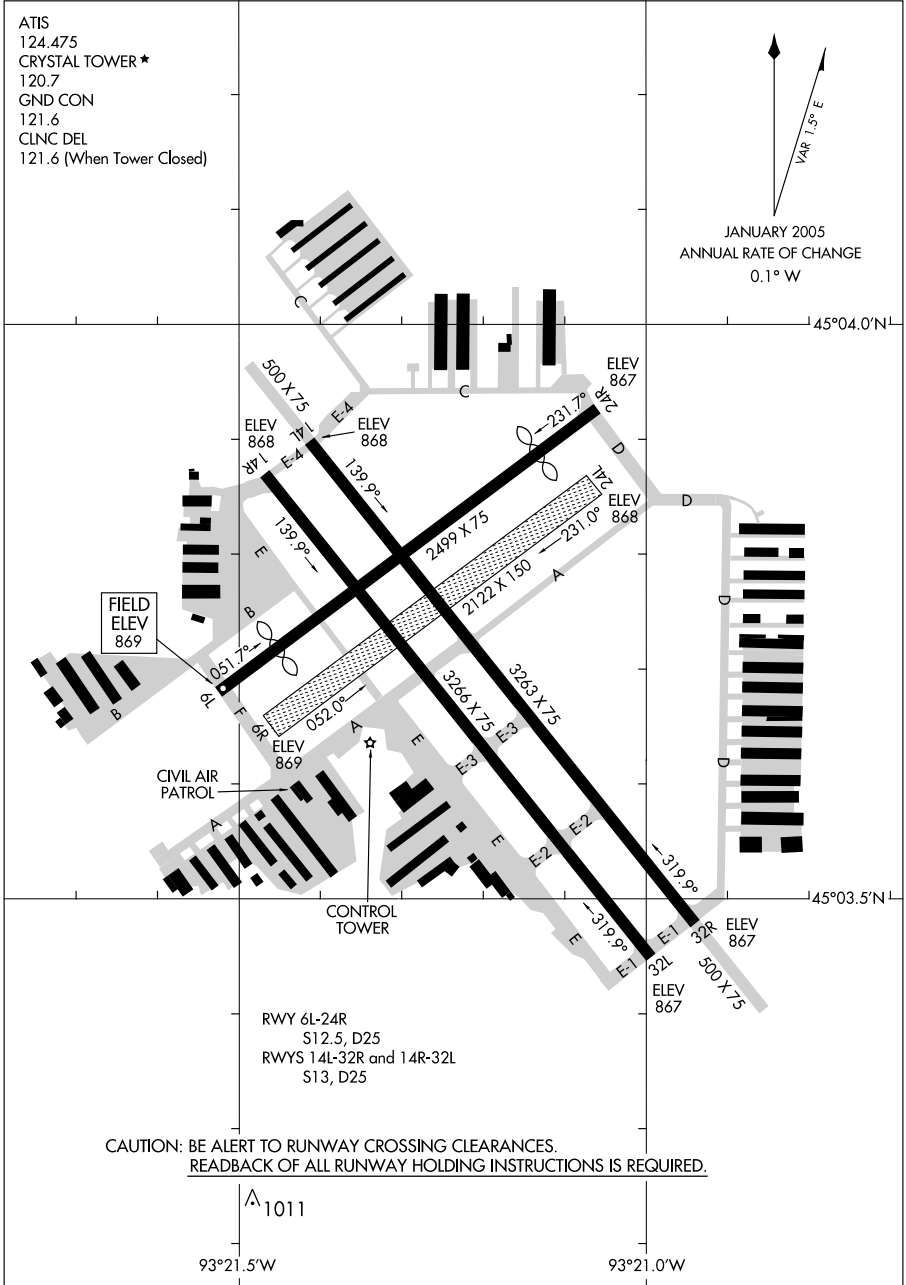 ATIS
124.475
CRYSTAL TOWER ★
120.7
GND CON
121.6
CLNC DEL
121.6 (When Tower Closed)
VAR 1.5° E
JANUARY 2005
ANNUAL RATE OF CHANGE
0.1° W
45°04.0'N
C
500 X 75
ELEV
867
C
E-4
24R
231.7°
ELEV
868
14L
ELEV
868
14R
E-4
139.9°
D
24L
ELEV
868
D
139.9°
E
2499 X 75
231.0°
2122 X 150
A
FIELD
ELEV
869
B
D
051.7°
6L
B
F
6R
052.0°
3266 X 75
3263 X 75
A
E
E-3
E-3
ELEV
869
D
CIVIL AIR
PATROL
A
E
E-2
E-2
319.9°
45°03.5'N
CONTROL
TOWER
319.9°
E
E-1
32R
ELEV
867
E-1
32L
500 X 75
ELEV
867
RWY 6L-24R
S12.5, D25
RWYS 14L-32R and 14R-32L
S13, D25
CAUTION: BE ALERT TO RUNWAY CROSSING CLEARANCES.
READBACK OF ALL RUNWAY HOLDING INSTRUCTIONS IS REQUIRED.
1011
93°21.5'W
93°21.0'W